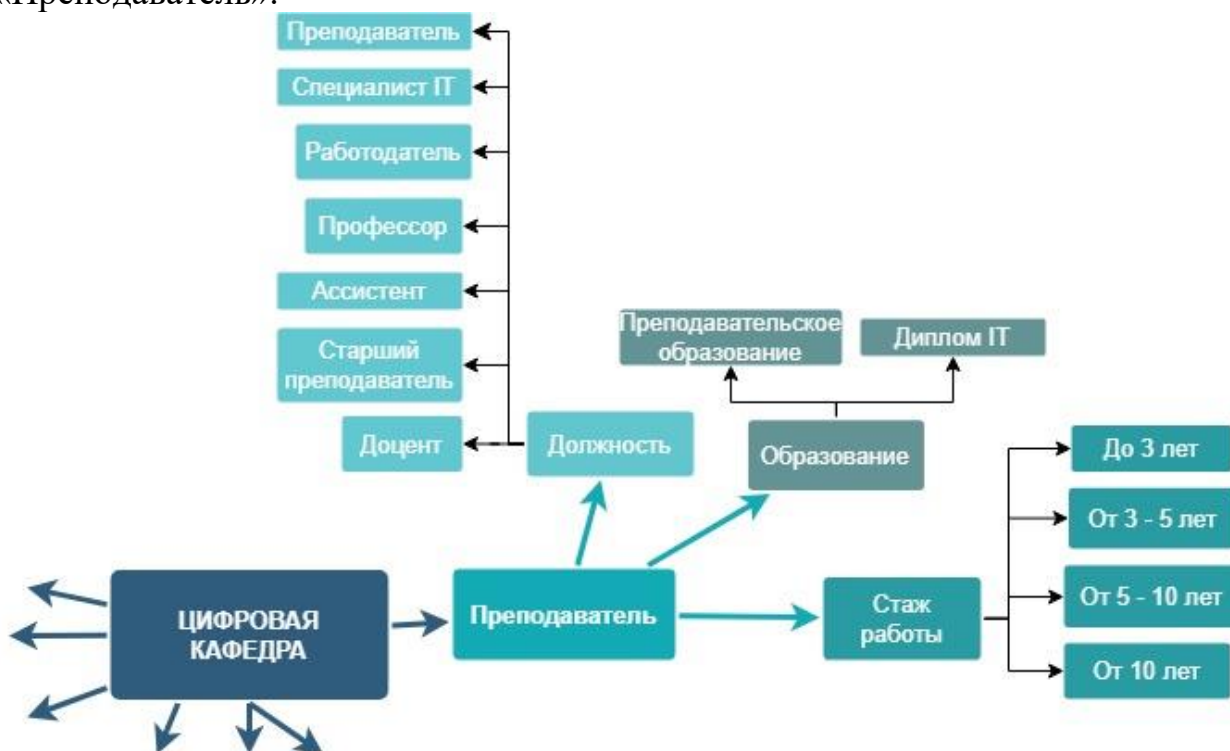 «Преподаватель».
Преподаватель
Специалист IT
Работодатель
Профессор
Ассистент
Старший
преподаватель
Доцент
Должность
Преподавательское
образование
Диплом IT
Образование
До 3 лет
От 3 - 5 лет
От 5 - 10 лет
От 10 лет
Стаж
работы
Преподаватель
ЦИФРОВАЯ
КАФЕДРА